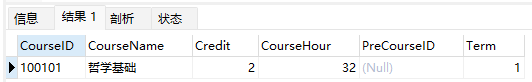 信息 结果 1 剖析 状态
CourseID CourseName Credit CourseHour PreCourseID Term
100101 哲学基础 2 32 (Null) 1